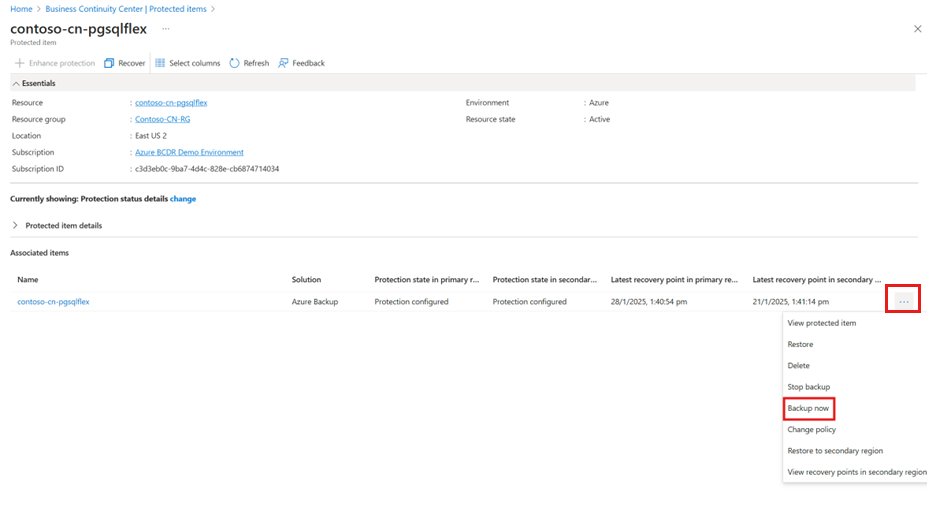 Home > Business Continuity Center | Protected items >
contoso-cn-pgsqlflex ...
Protected item
Enhance protection Recover Select columns Refresh Feedback
Essentials
Resource : contoso-cn-pgsqlflex Environment : Azure
Resource group : Contoso-CN-RG Resource state : Active
Location : East US 2
Subscription : Azure BCDR Demo Environment
Subscription ID : c3d3eb0c-9ba7-4d4c-828e-cb6874714034
Currently showing: Protection status details change
Protected item details
Associated items
Name Solution Protection state in primary r... Protection state in secondar... Latest recovery point in primary re... Latest recovery point in secondary ...
contoso-cn-pgsqlflex Azure Backup Protection configured Protection configured 28/1/2025, 1:40:54 pm 21/1/2025, 1:41:14 pm ...
View protected item
Restore
Delete
Stop backup
Backup now
Change policy
Restore to secondary region
View recovery points in secondary region